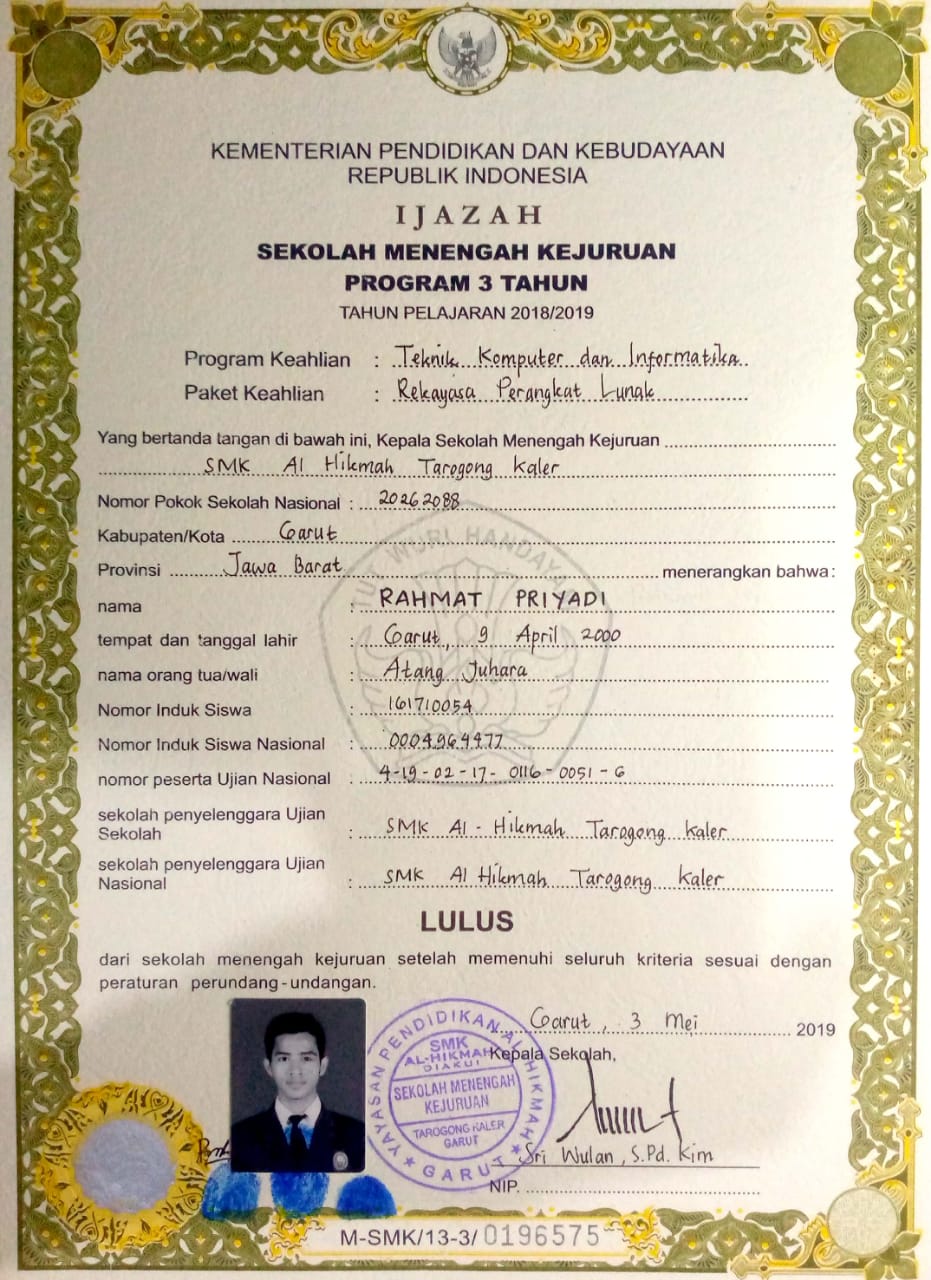 KEMENTERIAN PENDIDIKAN DAN KEBUDAYAAN
REPUBLIK INDONESIA
IJAZAH
SEKOLAH MENENGAH KEJURUAN
PROGRAM 3 TAHUN
TAHUN PELAJARAN 2018/2019
Program Keahlian : Teknik Komputer dan Informatika
Paket Keahlian : Rekayasa Perangkat Lunak
Yang bertanda tangan di bawah ini, Kepala Sekolah Menengah Kejuruan
SMK Al Hikmah Tarogong Kaler
Nomor Pokok Sekolah Nasional : 20262088
Kabupaten/Kota Garut
Provinsi Jawa Barat menerangkan bahwa:
nama : RAHMAT PRIYADI
tempat dan tanggal lahir : Garut, 9 April 2000
nama orang tua/wali : Atang Juhara
Nomor Induk Siswa : 161710054
Nomor Induk Siswa Nasional : 0004964477
nomor peserta Ujian Nasional : 4-19-02-17-0116-0051-6
sekolah penyelenggara Ujian
Sekolah : SMK Al-Hikmah Tarogong Kaler
sekolah penyelenggara Ujian
Nasional : SMK Al Hikmah Tarogong Kaler
TUT WURI HANDAYANI
LULUS
dari sekolah menengah kejuruan setelah memenuhi seluruh kriteria sesuai dengan
peraturan perundang-undangan.
Garut, 3 Mei 2019
Kepala Sekolah,
YAYASAN PENDIDIKAN AL-HIKMAH
SMK
AL-HIKMAH
DIAKUI
SEKOLAH MENENGAH
KEJURUAN
TAROGONG KALER
GARUT
★ GARUT ★
Sri Wulan, S.Pd.Kim
NIP.
M-SMK/13-3/0196575